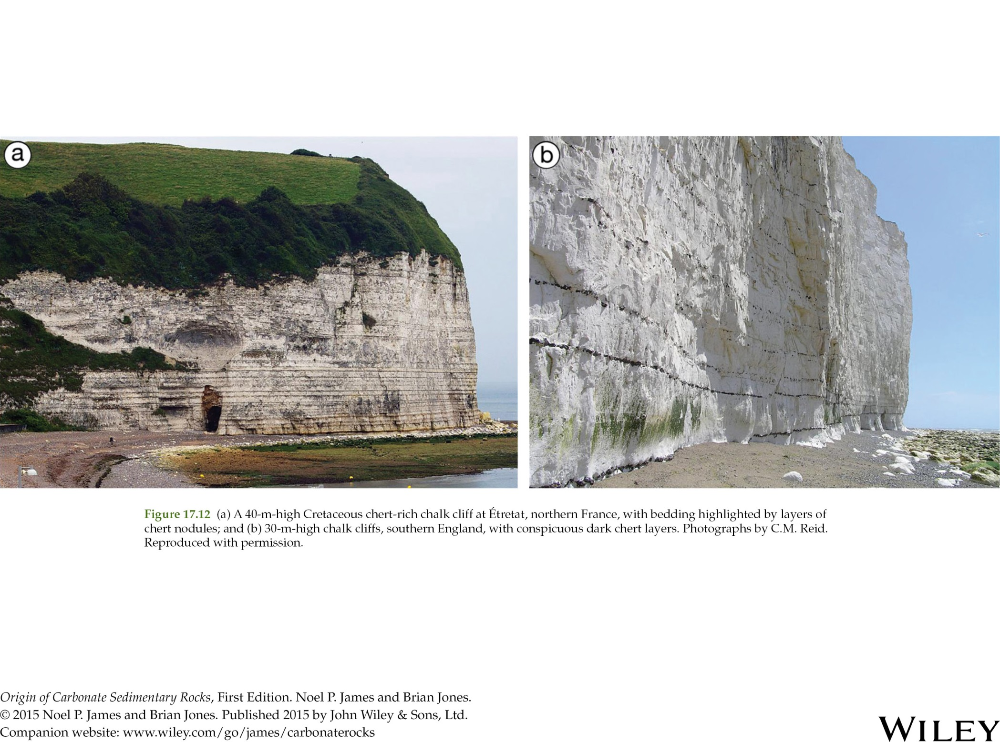 a
b
Figure 17.12 (a) A 40-m-high Cretaceous chert-rich chalk cliff at Étretat, northern France, with bedding highlighted by layers of
chert nodules; and (b) 30-m-high chalk cliffs, southern England, with conspicuous dark chert layers. Photographs by C.M. Reid.
Reproduced with permission.
Origin of Carbonate Sedimentary Rocks, First Edition. Noel P. James and Brian Jones.
© 2015 Noel P. James and Brian Jones. Published 2015 by John Wiley & Sons, Ltd.
Companion website: www.wiley.com/go/james/carbonaterocks
WILEY